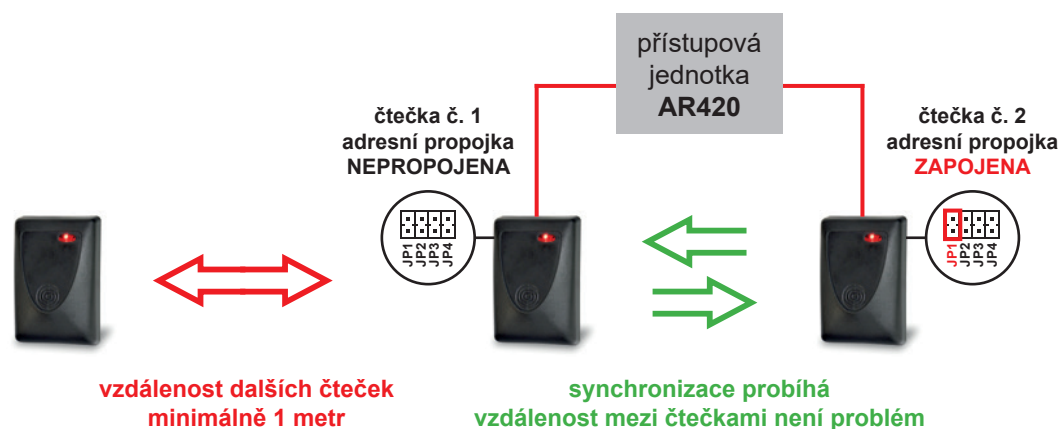 přístupová
jednotka
AR420
čtečka č. 1
adresní propojka
NEPROPOJENA
čtečka č. 2
adresní propojka
ZAPOJENA
JP1
JP2
JP3
JP4
JP1
JP2
JP3
JP4
vzdálenost dalších čteček
minimálně 1 metr
synchronizace probíhá
vzdálenost mezi čtečkami není problém